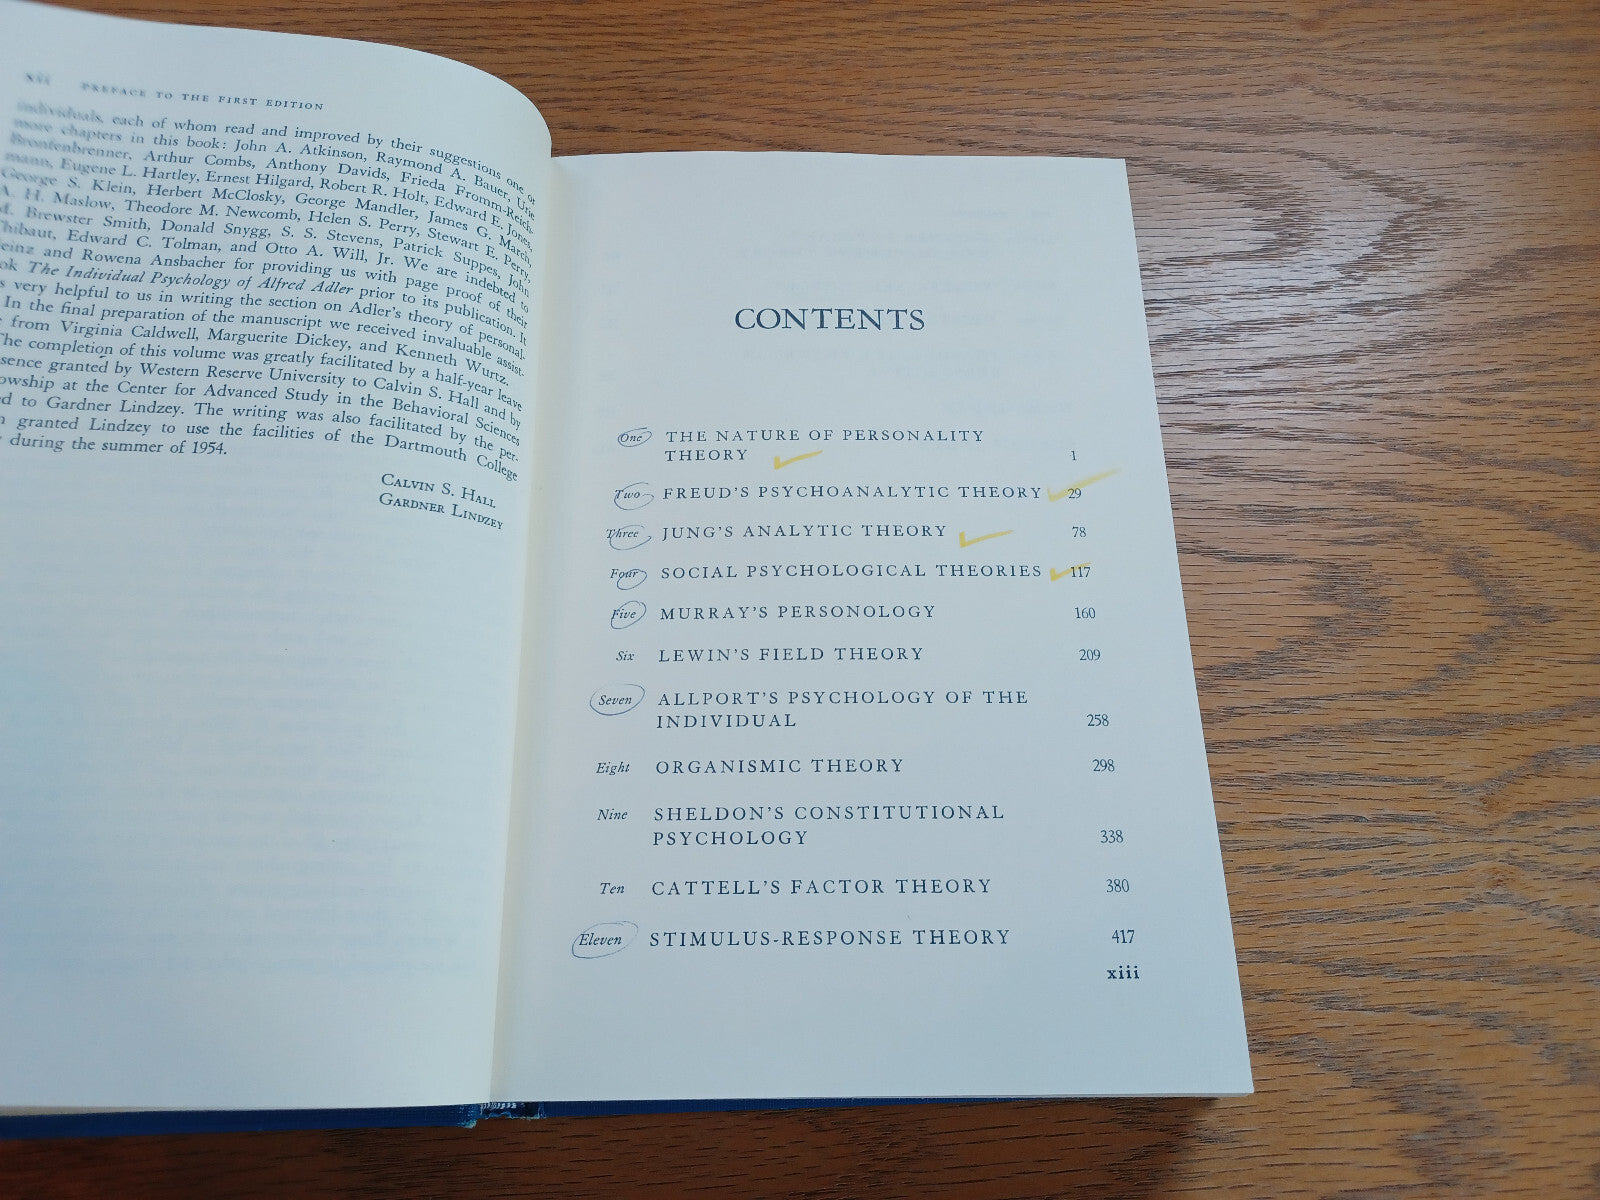 xii PREFACE TO THE FIRST EDITION
individuals, each of whom read and improved by their suggestions one or
more chapters in this book: John A. Atkinson, Raymond A. Bauer, Urie
Bronfenbrenner, Arthur Combs, Anthony Davids, Frieda Fromm-Reich-
mann, Eugene L. Hartley, Ernest Hilgard, Robert R. Holt, Edward E. Jones,
George S. Klein, Herbert McClosky, George Mandler, James G. March,
A. H. Maslow, Theodore M. Newcomb, Helen S. Perry, Stewart E. Perry,
M. Brewster Smith, Donald Snygg, S. S. Stevens, Patrick Suppes, John
Thibaut, Edward C. Tolman, and Otto A. Will, Jr. We are indebted to
einz and Rowena Ansbacher for providing us with page proof of their
ok The Individual Psychology of Alfred Adler prior to its publication. It
s very helpful to us in writing the section on Adler's theory of personal-
In the final preparation of the manuscript we received invaluable assist-
e from Virginia Caldwell, Marguerite Dickey, and Kenneth Wurtz.
The completion of this volume was greatly facilitated by a half-year leave
sence granted by Western Reserve University to Calvin S. Hall and by
owship at the Center for Advanced Study in the Behavioral Sciences
d to Gardner Lindzey. The writing was also facilitated by the per-
n granted Lindzey to use the facilities of the Dartmouth College
during the summer of 1954.
CALVIN S. HALL
GARDNER LINDZEY
CONTENTS
One THE NATURE OF PERSONALITY
THEORY 1
Two FREUD'S PSYCHOANALYTIC THEORY 29
Three JUNG'S ANALYTIC THEORY 78
Four SOCIAL PSYCHOLOGICAL THEORIES 117
Five MURRAY'S PERSONOLOGY 160
Six LEWIN'S FIELD THEORY 209
Seven ALLPORT'S PSYCHOLOGY OF THE
INDIVIDUAL 258
Eight ORGANISMIC THEORY 298
Nine SHELDON'S CONSTITUTIONAL
PSYCHOLOGY 338
Ten CATTELL'S FACTOR THEORY 380
Eleven STIMULUS-RESPONSE THEORY 417
xiii